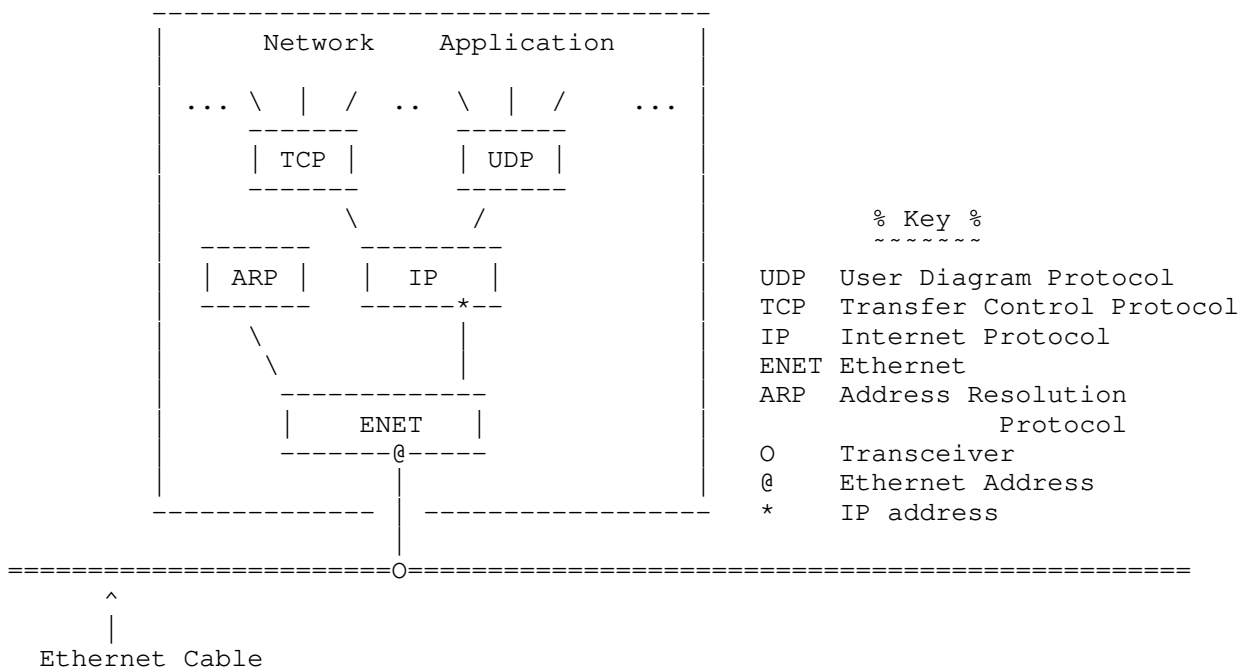 Network Application
... \ | / .. \ | / ...
| TCP | | UDP |
\ /
% Key %
~~~~~~~
| ARP | | IP |
UDP User Diagram Protocol
------*--
TCP Transfer Control Protocol
IP Internet Protocol
ENET Ethernet
ARP Address Resolution
Protocol
| ENET |
-------@-----
O Transceiver
@ Ethernet Address
* IP address
========================O=================================================
^
|
Ethernet Cable